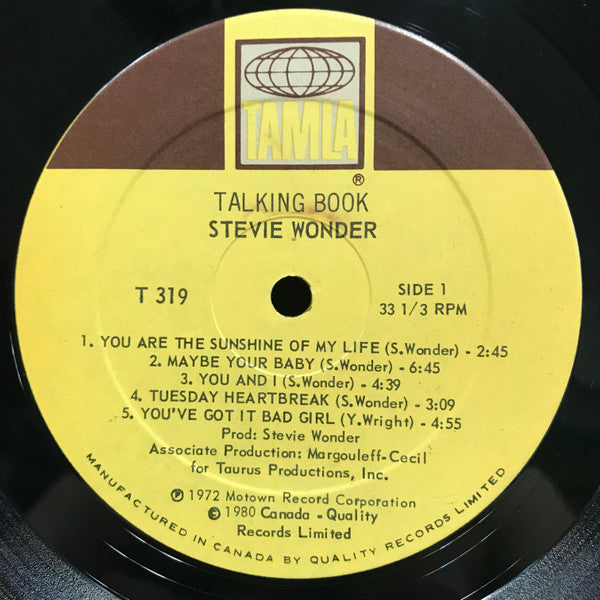 TAMLA
®
TALKING BOOK
STEVIE WONDER
T 319
SIDE 1
33 1/3 RPM
1. YOU ARE THE SUNSHINE OF MY LIFE (S.Wonder) - 2:45
2. MAYBE YOUR BABY (S.Wonder) - 6:45
3. YOU AND I (S.Wonder) - 4:39
4. TUESDAY HEARTBREAK (S.Wonder) - 3:09
5. YOU'VE GOT IT BAD GIRL (Y.Wright) - 4:55
Prod: Stevie Wonder
Associate Production: Margouleff-Cecil
for Taurus Productions, Inc.
℗ 1972 Motown Record Corporation
© 1980 Canada - Quality
Records Limited
MANUFACTURED IN CANADA BY QUALITY RECORDS LIMITED